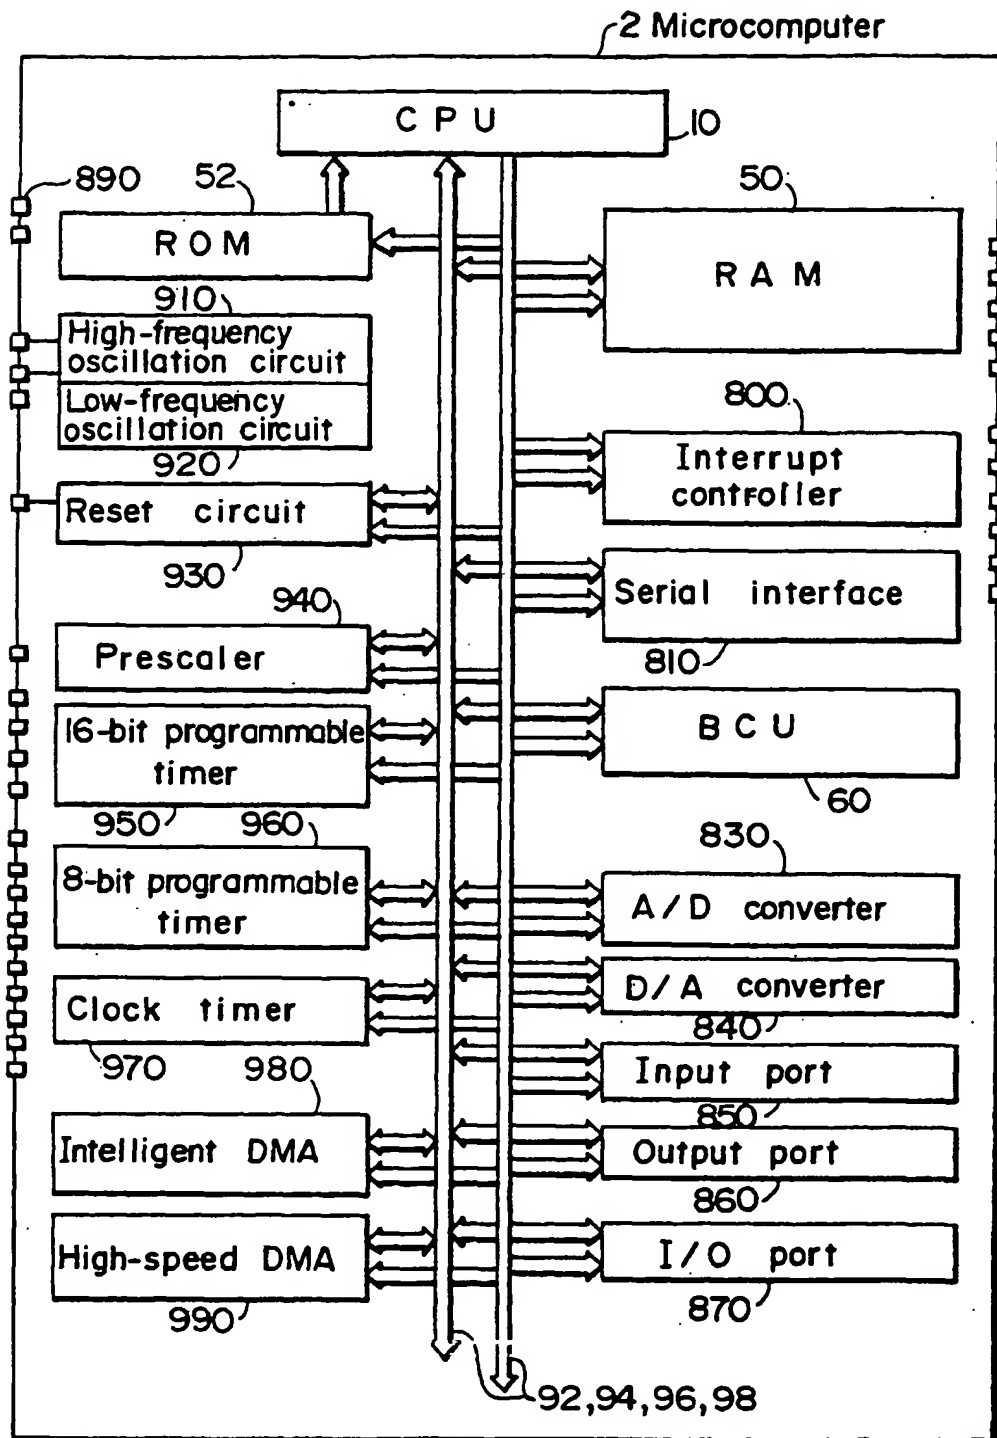 2 Microcomputer
CPU
10
890
52
50
ROM
RAM
910
High-frequency
oscillation circuit
Low-frequency
oscillation circuit
920
800
Interrupt
controller
Reset circuit
930
Serial interface
810
940
Prescaler
BCU
60
16-bit programmable
timer
950
960
830
8-bit programmable
timer
A/D converter
D/A converter
840
Clock timer
970
980
Input port
850
Intelligent DMA
Output port
860
High-speed DMA
990
I/O port
870
92,94,96,98